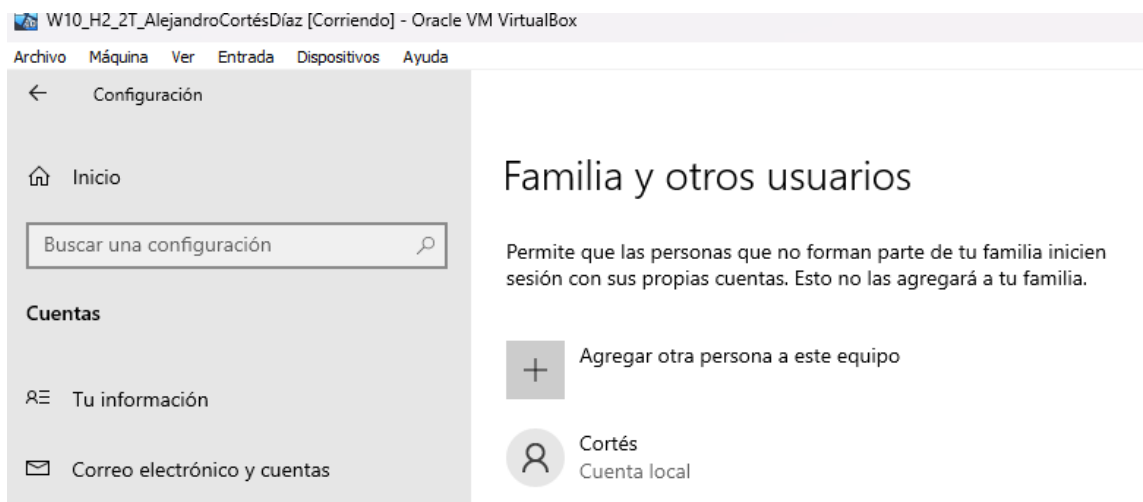 W10_H2_2T_AlejandroCortésDíaz [Corriendo] - Oracle VM VirtualBox
Archivo Máquina Ver Entrada Dispositivos Ayuda
Configuración
Inicio
Buscar una configuración
Cuentas
Tu información
Correo electrónico y cuentas
Familia y otros usuarios
Permite que las personas que no forman parte de tu familia inicien
sesión con sus propias cuentas. Esto no las agregará a tu familia.
Agregar otra persona a este equipo
Cortés
Cuenta local